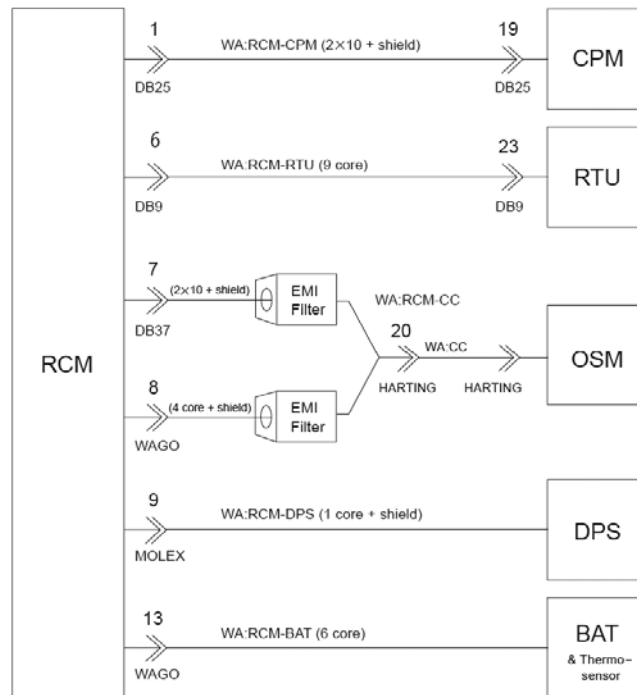 1
WA:RCM-CPM (2×10 + shield)
19
CPM
DB25
DB25
6
WA:RCM-RTU (9 core)
23
RTU
DB9
DB9
7
(2×10 + shield)
EMI
Filter
WA:RCM-CC
DB37
20
WA:CC
RCM
OSM
HARTING
HARTING
8
(4 core + shield)
EMI
Filter
WAGO
9
WA:RCM-DPS (1 core + shield)
DPS
MOLEX
13
WA:RCM-BAT (6 core)
BAT
& Thermo-
sensor
WAGO